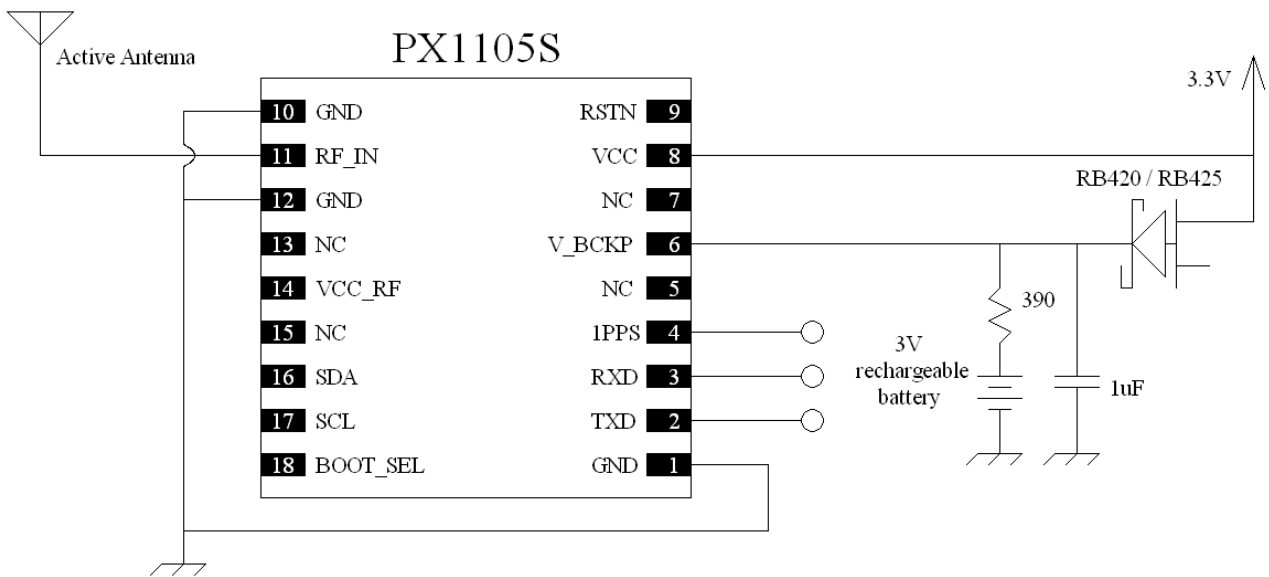 PX1105S
Active Antenna
3.3V
10 GND
RSTN 9
11 RF_IN
VCC 8
RB420 / RB425
12 GND
NC 7
13 NC
V_BCKP 6
14 VCC_RF
NC 5
390
15 NC
1PPS 4
3V
rechargeable
battery
16 SDA
RXD 3
1uF
17 SCL
TXD 2
18 BOOT_SEL
GND 1